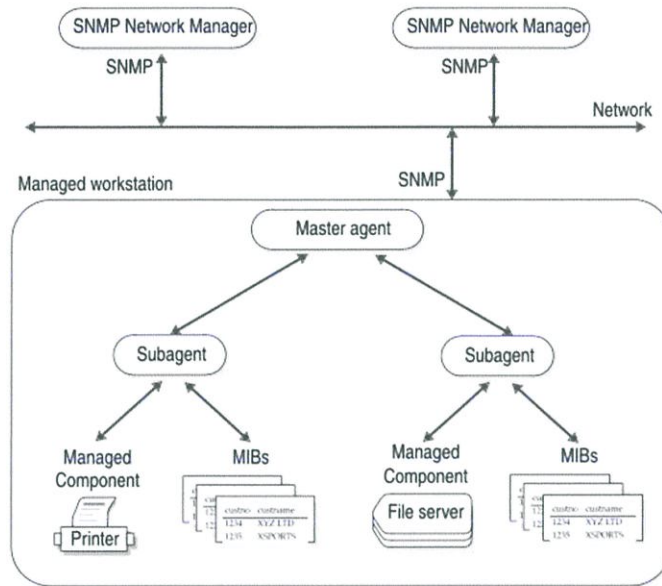 SNMP Network Manager
SNMP Network Manager
SNMP
SNMP
Network
SNMP
Managed workstation
Master agent
Subagent
Subagent
Managed
Component
MIBs
Managed
Component
MIBs
Printer
custno custname
1234 XYZ LTD
1235 XSPORTS
File server
custno custname
1234 XYZ LTD
1235 XSPORTS